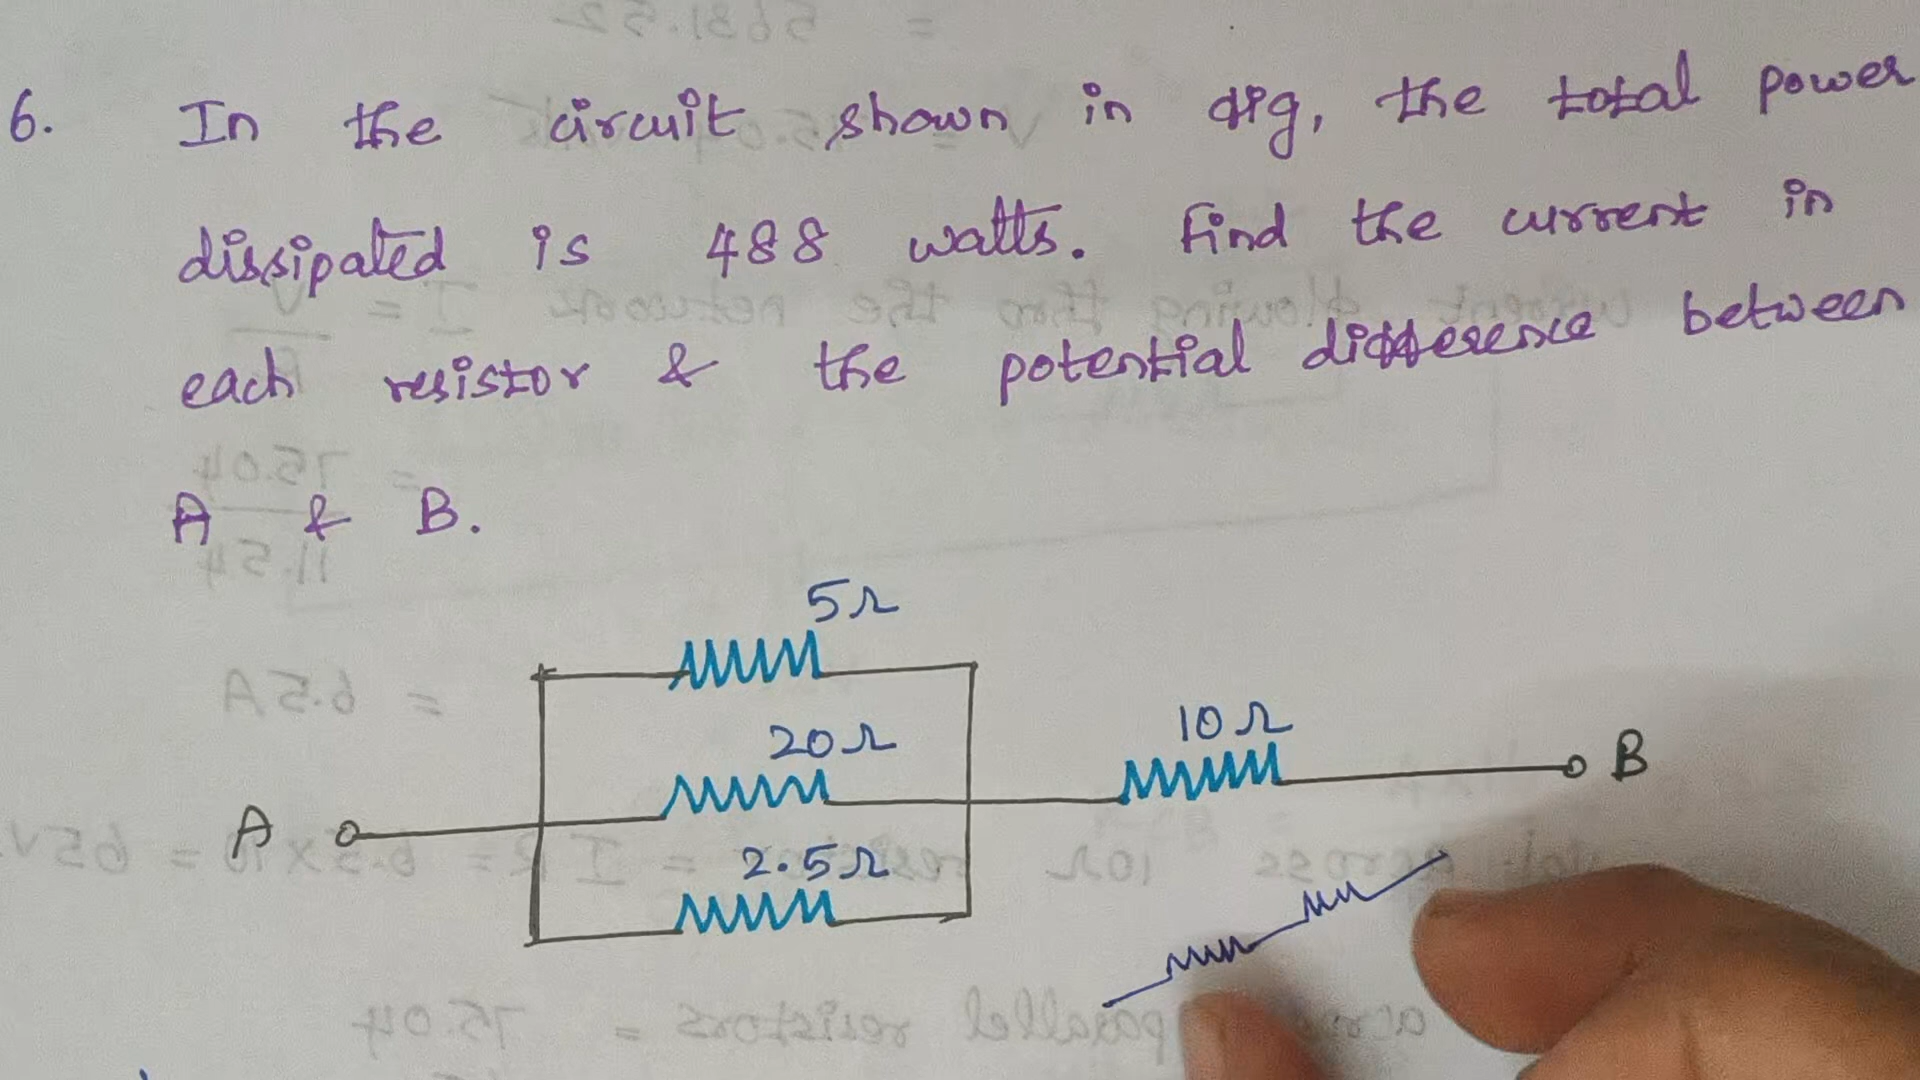 6. In the circuit shown in fig, the total power
dissipated is 488 watts. Find the current in
each resistor & the potential difference between
A & B.
5Ω
20Ω
10Ω
A
B
2.5Ω